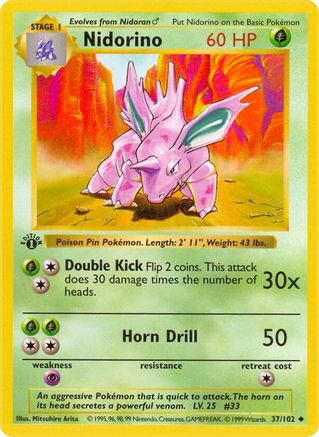 Evolves from Nidoran♂ Put Nidorino on the Basic Pokémon
STAGE 1
Nidorino 60 HP
EDITION
1
Poison Pin Pokémon. Length: 2' 11", Weight: 43 lbs.
Double Kick Flip 2 coins. This attack
does 30 damage times the number of
heads.
30x
Horn Drill 50
weakness resistance retreat cost
An aggressive Pokémon that is quick to attack. The horn on
its head secretes a powerful venom. LV. 25 #33
Illus. Mitsuhiro Arita ©1995, 96, 98, 99 Nintendo, Creatures, GAMEFREAK. ©1999 Wizards. 37/102